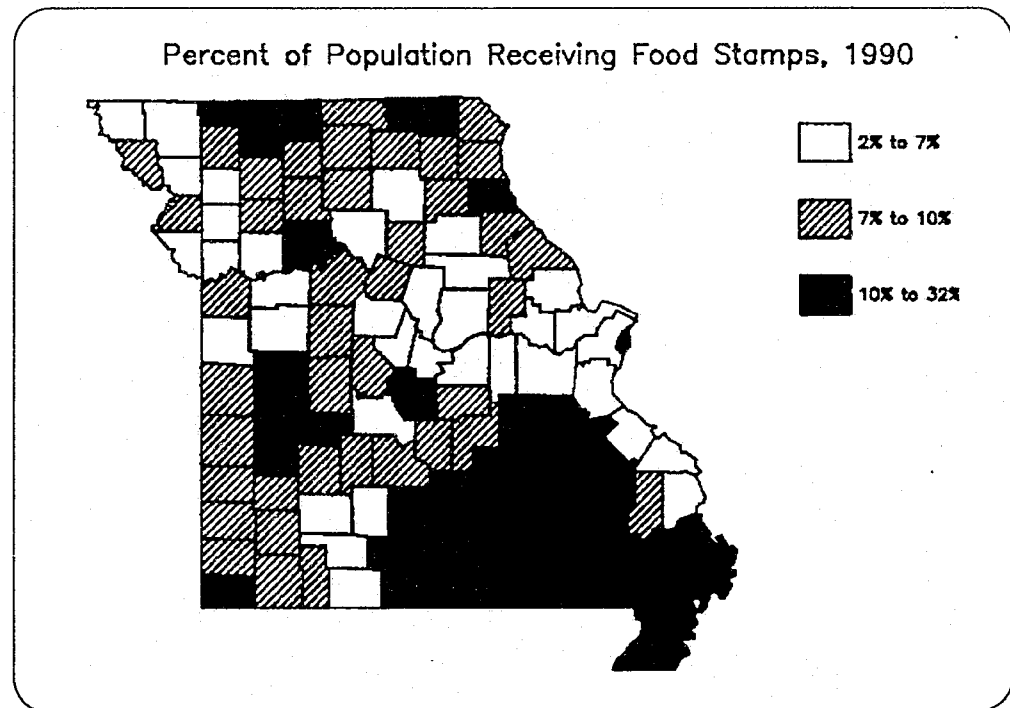 Percent of Population Receiving Food Stamps, 1990
2% to 7%
7% to 10%
10% to 32%